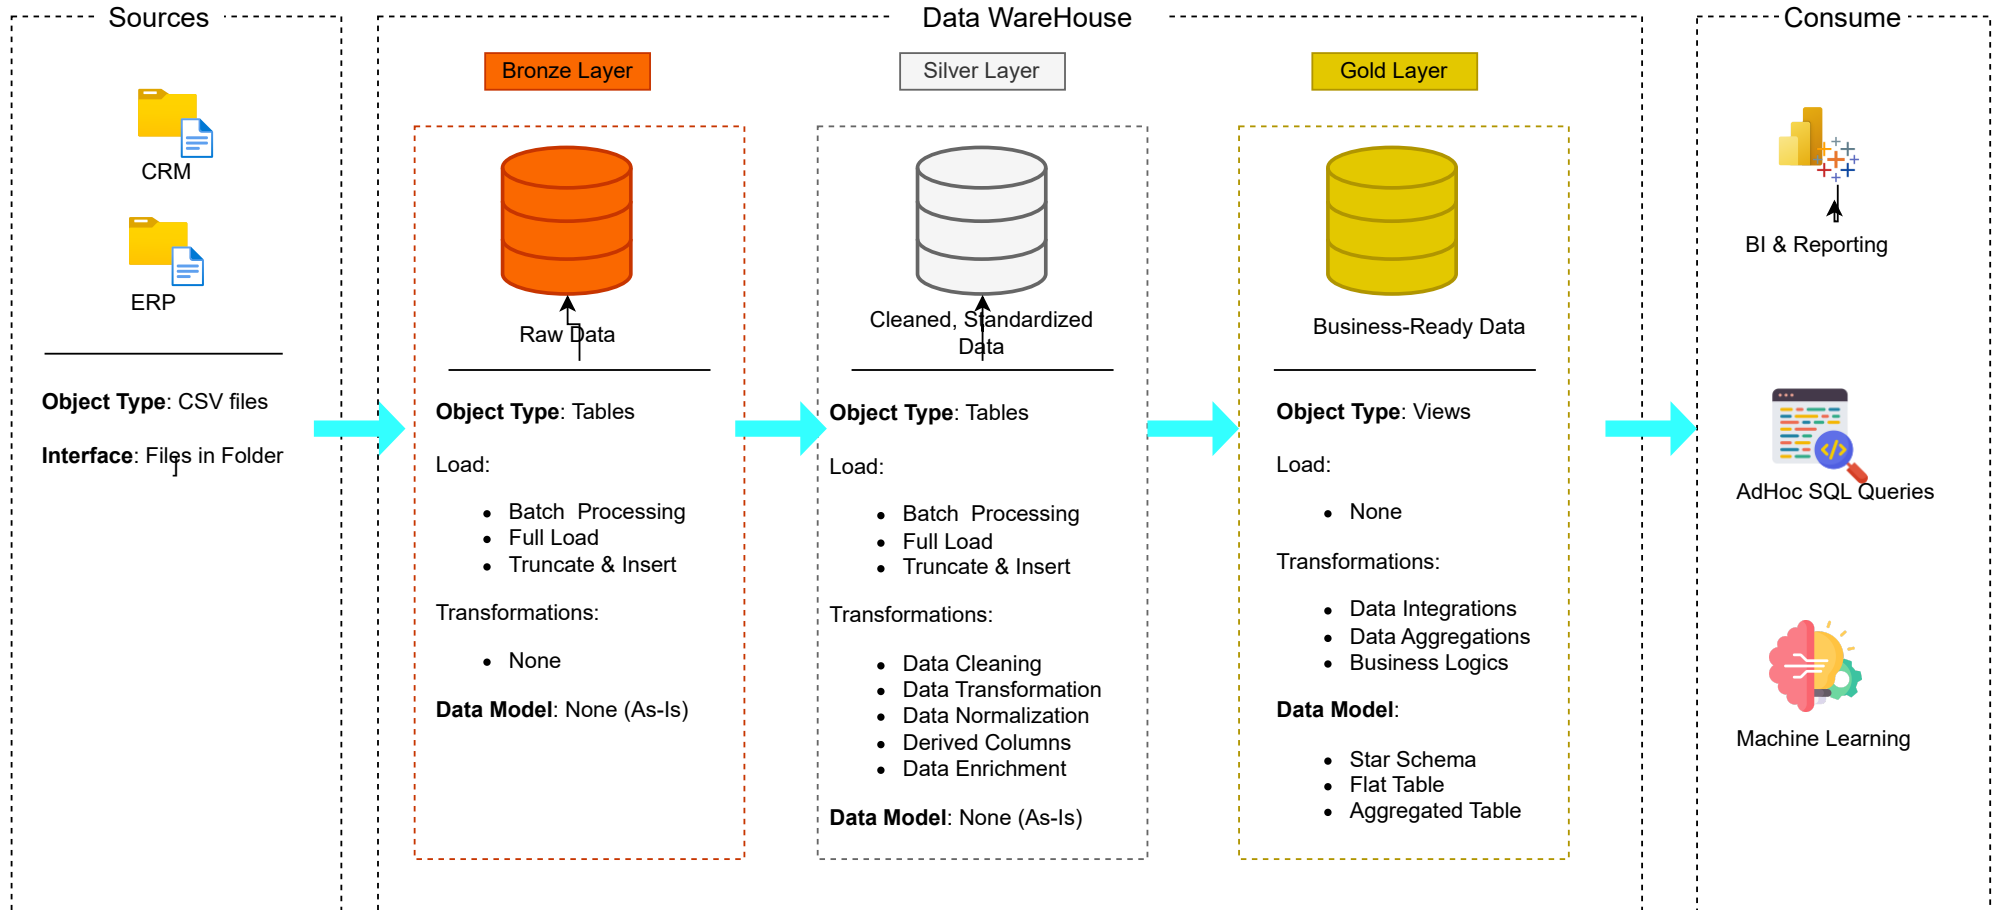 Sources
CRM
ERP
Object Type: CSV files
Interface: Files in Folder
]
Data WareHouse
Bronze Layer
Raw Data
Object Type: Tables
Load:
• Batch  Processing
• Full Load
• Truncate & Insert
Transformations:
• None
Data Model: None (As-Is)
Silver Layer
Cleaned, Standardized
Data
Object Type: Tables
Load:
• Batch  Processing
• Full Load
• Truncate & Insert
Transformations:
• Data Cleaning
• Data Transformation
• Data Normalization
• Derived Columns
• Data Enrichment
Data Model: None (As-Is)
Gold Layer
Business-Ready Data
Object Type: Views
Load:
• None
Transformations:
• Data Integrations
• Data Aggregations
• Business Logics
Data Model:
• Star Schema
• Flat Table
• Aggregated Table
Consume
BI & Reporting
</>
AdHoc SQL Queries
Machine Learning